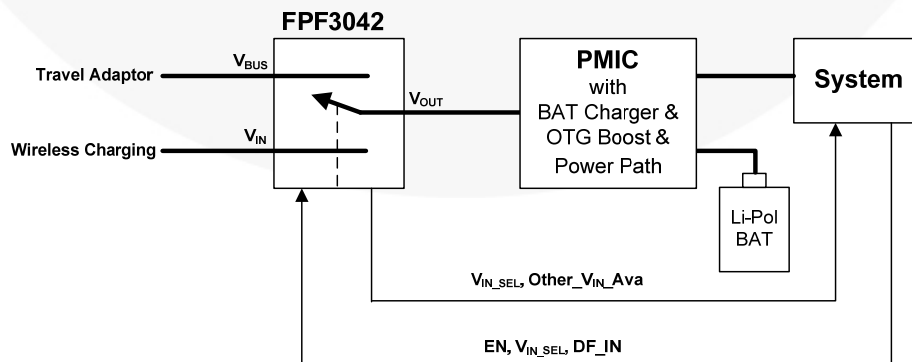 FPF3042
Travel Adaptor
VBUS
VOUT
Wireless Charging
VIN
PMIC
with
BAT Charger &
OTG Boost &
Power Path
System
Li-Pol
BAT
VIN_SEL, Other_VIN_Ava
EN, VIN_SEL, DF_IN